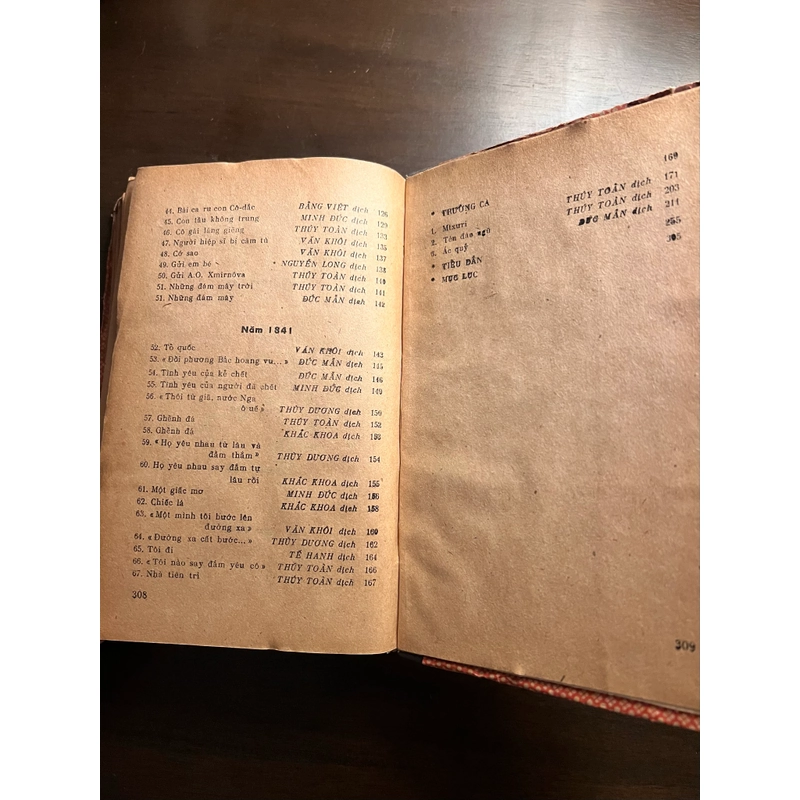 44. Bài ca ru con Cô-dắc BẰNG VIỆT dịch 126
45. Con tàu không trung MINH ĐỨC dịch 129
46. Cô gái láng giềng THÚY TOÀN dịch 133
47. Người hiệp sĩ bị cầm tù VĂN KHÔI dịch 135
48. Cớ sao VĂN KHÔI dịch 137
49. Gửi em bé NGUYỄN LONG dịch 138
50. Gửi A.O. Xmirnôva THÚY TOÀN dịch 140
51. Những đám mây trời THÚY TOÀN dịch 141
51. Những đám mây ĐỨC MẪN dịch 142
Năm 1841
52. Tổ quốc VĂN KHÔI dịch 143
53. «Đồi phương Bắc hoang vu...» ĐỨC MẪN dịch 145
54. Tình yêu của kẻ chết ĐỨC MẪN dịch 146
55. Tình yêu của người đã chết MINH ĐỨC dịch 149
56. «Thôi từ giã, nước Nga
ô uế» THÙY DƯƠNG dịch 150
57. Ghềnh đá THÚY TOÀN dịch 152
58. Ghềnh đá KHẮC KHOA dịch 153
59. «Họ yêu nhau từ lâu và
đằm thắm» THÙY DƯƠNG dịch 154
60. Họ yêu nhau say đắm tự
lâu rồi KHẮC KHOA dịch 155
61. Một giấc mơ MINH ĐỨC dịch 156
62. Chiếc lá KHẮC KHOA dịch 158
63. «Một mình tôi bước lên
đường xa» VĂN KHÔI dịch 160
64. «Đường xa cất bước...» THÙY DƯƠNG dịch 162
65. Tôi đi TẾ HANH dịch 164
66. «Tôi nào say đắm yêu cô» THÚY TOÀN dịch 166
67. Nhà tiên tri THÚY TOÀN dịch 167
308
• TRƯỜNG CA 169
1. Mixuri THÚY TOÀN dịch 171
2. Tên đào ngũ THÚY TOÀN dịch 203
6. Ác quỷ ĐỨC MẪN dịch 211
• TIỂU DẪN 255
• MỤC LỤC 305
309